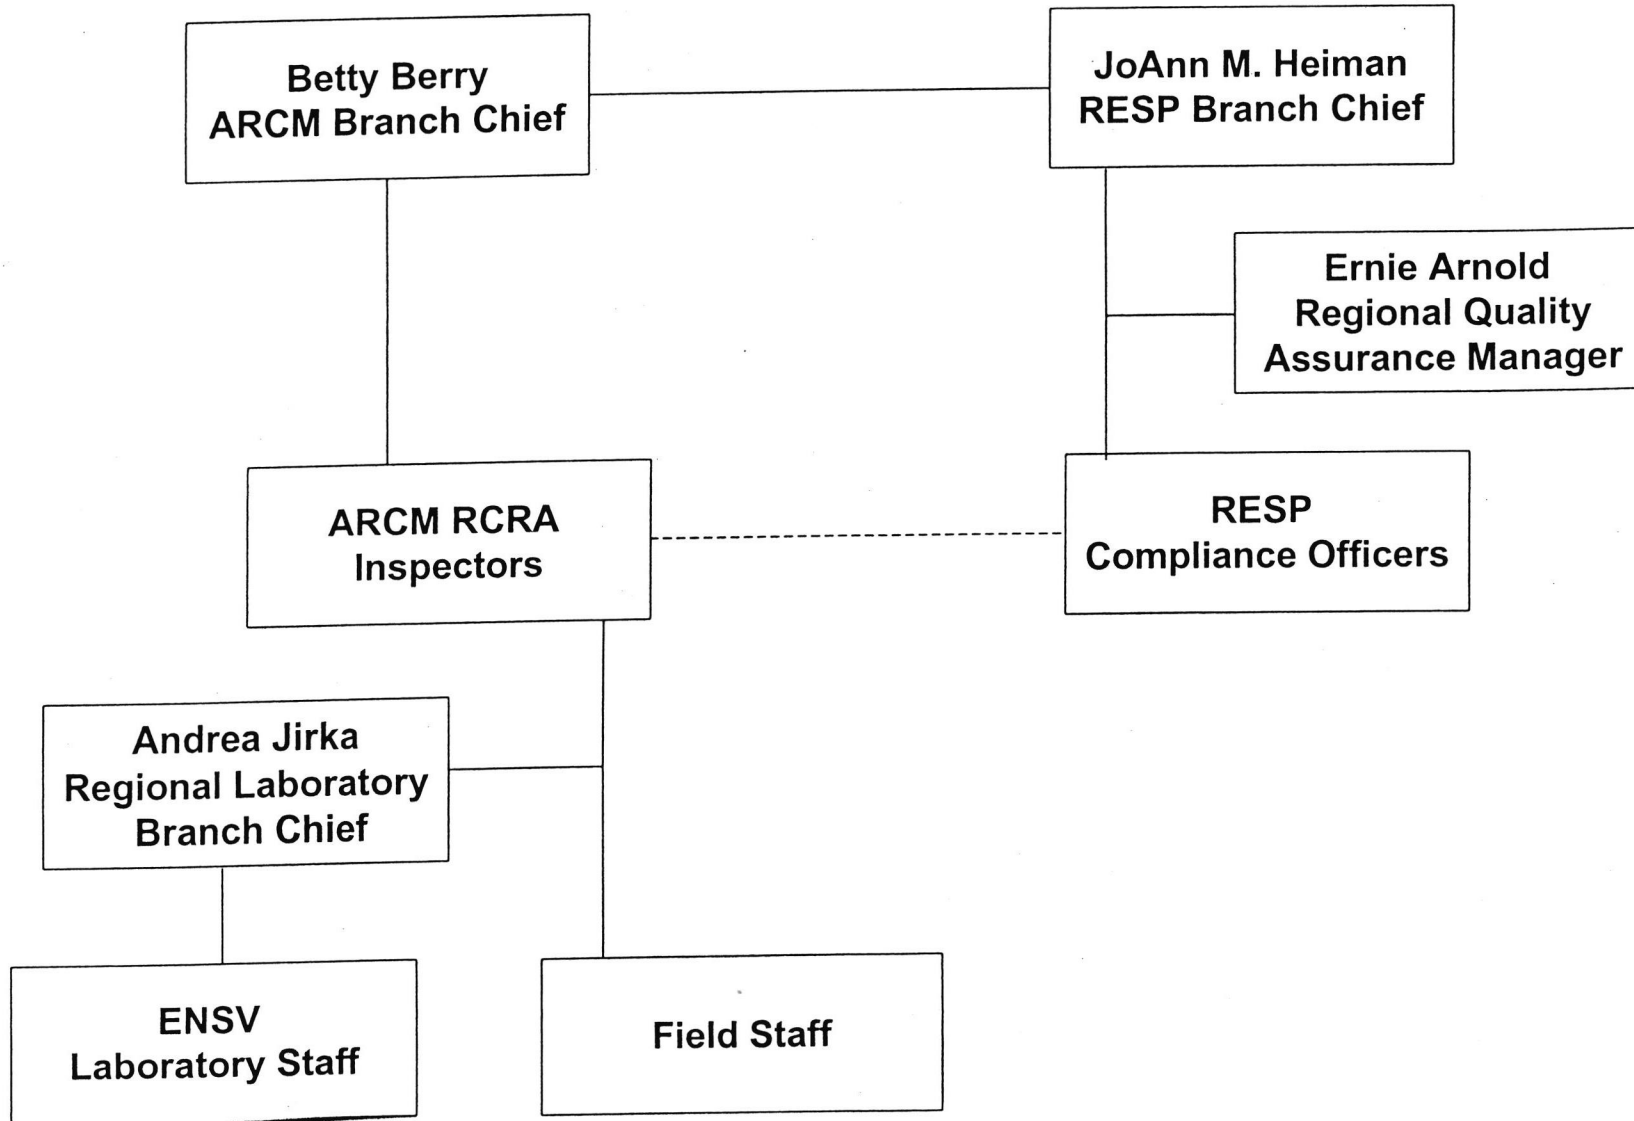 Betty Berry
ARCM Branch Chief
JoAnn M. Heiman
RESP Branch Chief
Ernie Arnold
Regional Quality
Assurance Manager
ARCM RCRA
Inspectors
RESP
Compliance Officers
Andrea Jirka
Regional Laboratory
Branch Chief
ENSV
Laboratory Staff
Field Staff